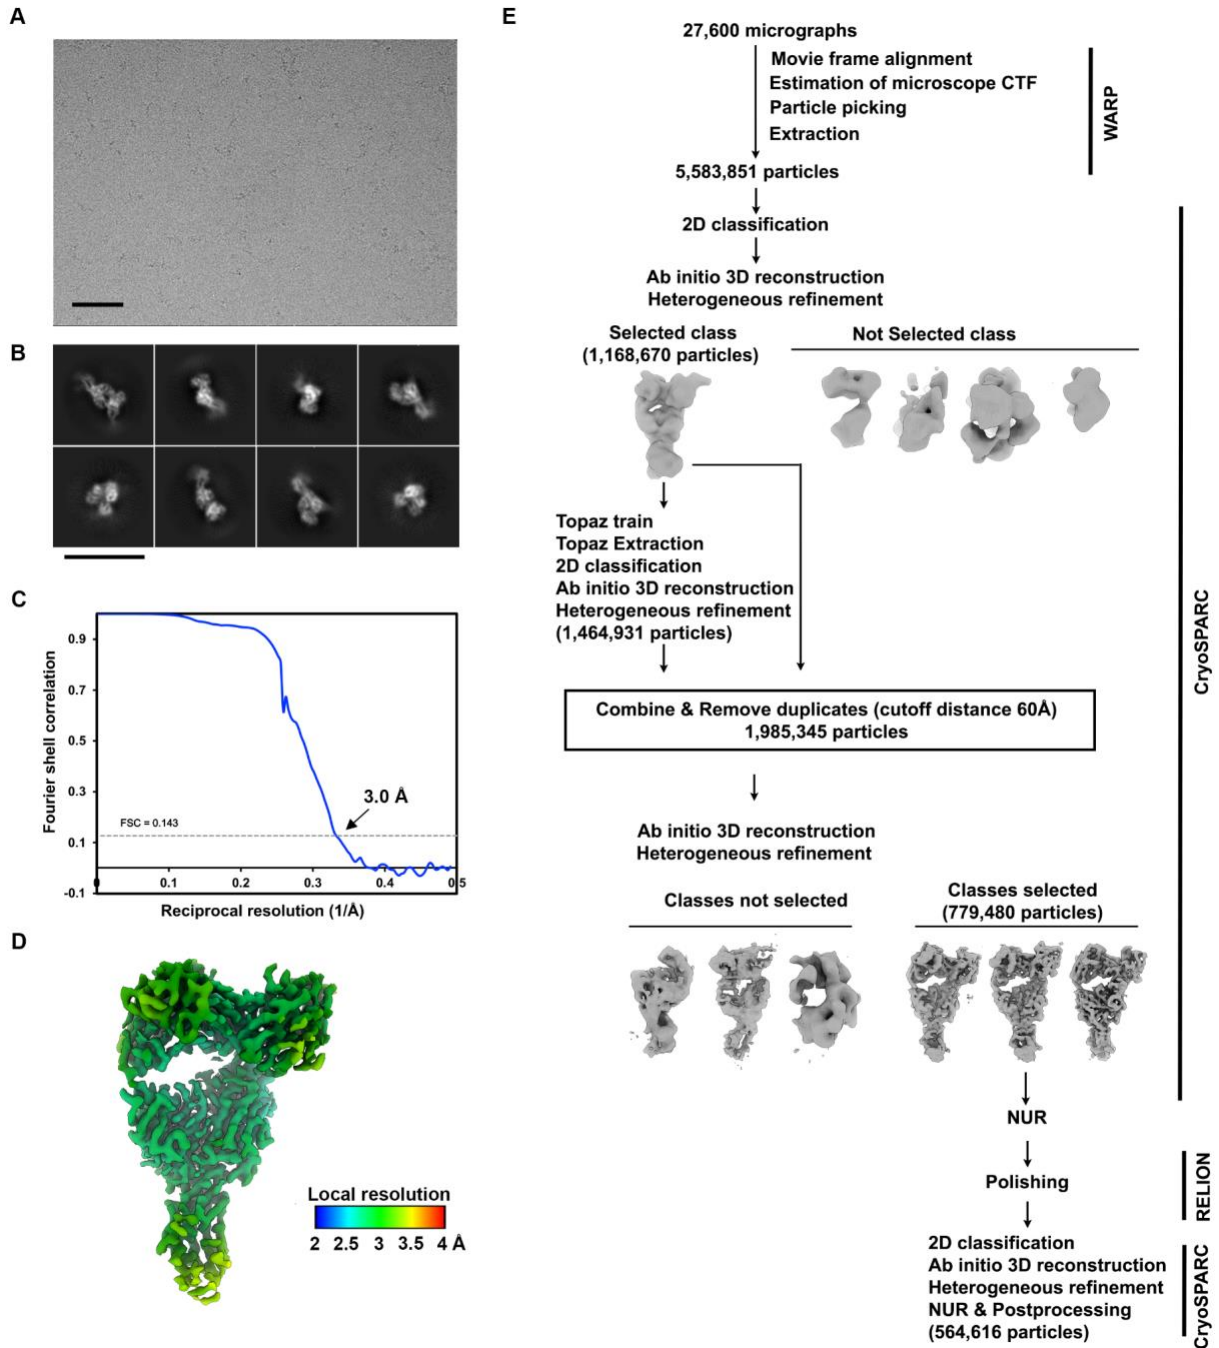 A
B
C
0.9
0.7
0.5
0.3
0.1
-0.1
Fourier shell correlation
3.0 Å
FSC = 0.143
0
0.1
0.2
0.3
0.4
0.5
Reciprocal resolution (1/Å)
D
Local resolution
2 2.5 3 3.5 4 Å
E
27,600 micrographs
Movie frame alignment
Estimation of microscope CTF
Particle picking
Extraction
WARP
5,583,851 particles
2D classification
Ab initio 3D reconstruction
Heterogeneous refinement
Selected class
(1,168,670 particles)
Not Selected class
Topaz train
Topaz Extraction
2D classification
Ab initio 3D reconstruction
Heterogeneous refinement
(1,464,931 particles)
Combine & Remove duplicates (cutoff distance 60Å)
1,985,345 particles
Ab initio 3D reconstruction
Heterogeneous refinement
Classes not selected
Classes selected
(779,480 particles)
CryoSPARC
NUR
Polishing
RELION
2D classification
Ab initio 3D reconstruction
Heterogeneous refinement
NUR & Postprocessing
(564,616 particles)
CryoSPARC